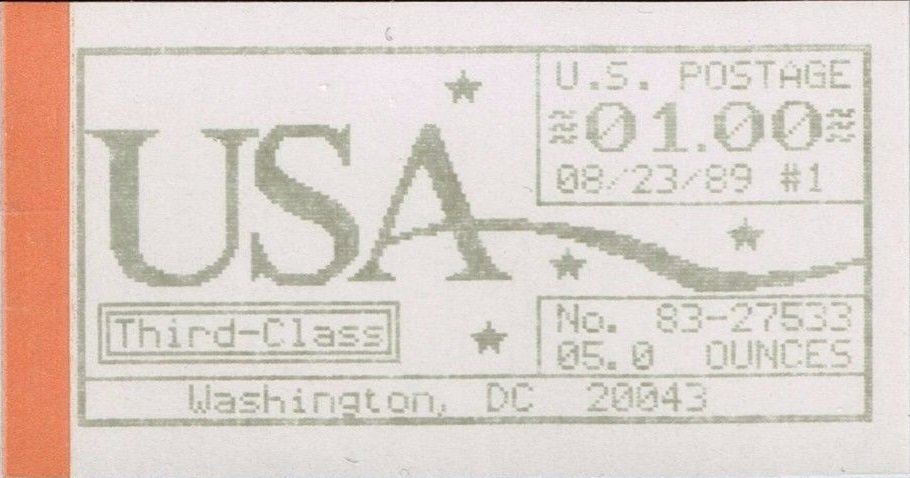 USA
U.S. POSTAGE
≈01.00≈
08/23/89 #1
Third-Class
No. 83-27533
05.0 OUNCES
Washington, DC 20043